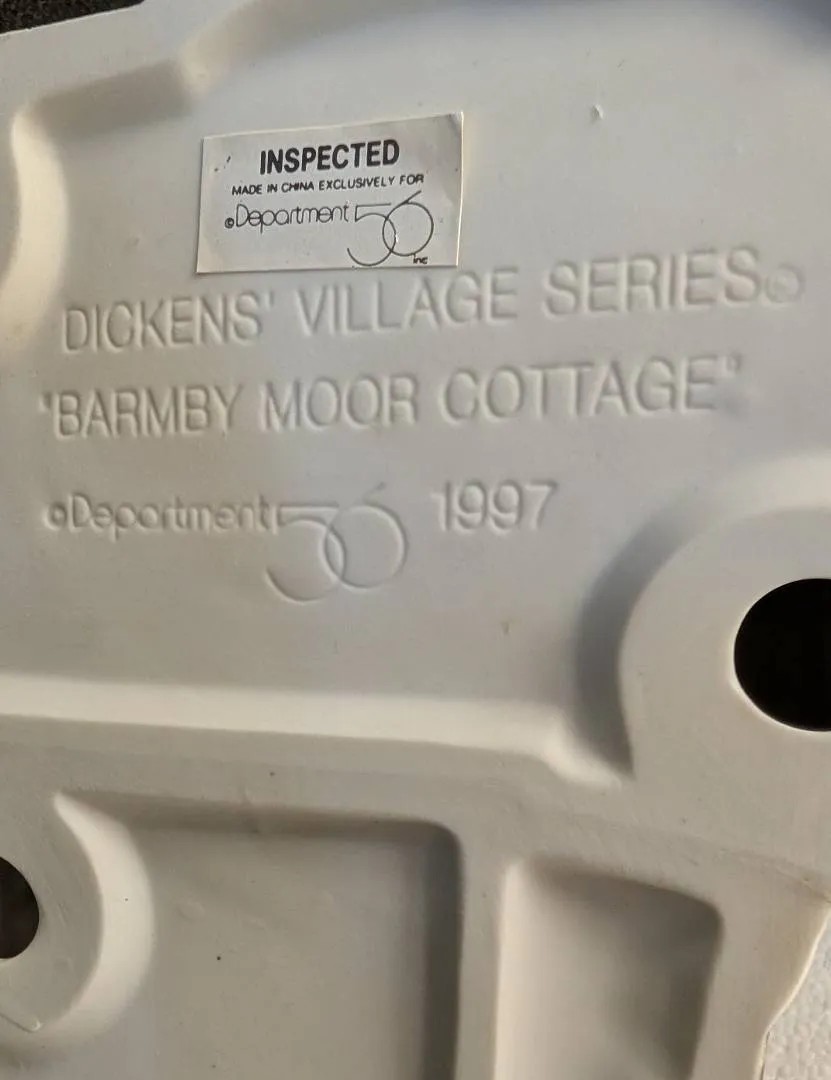 INSPECTED
MADE IN CHINA EXCLUSIVELY FOR
©Department 56
inc
DICKENS' VILLAGE SERIES®
"BARMBY MOOR COTTAGE"
©Department 56 1997